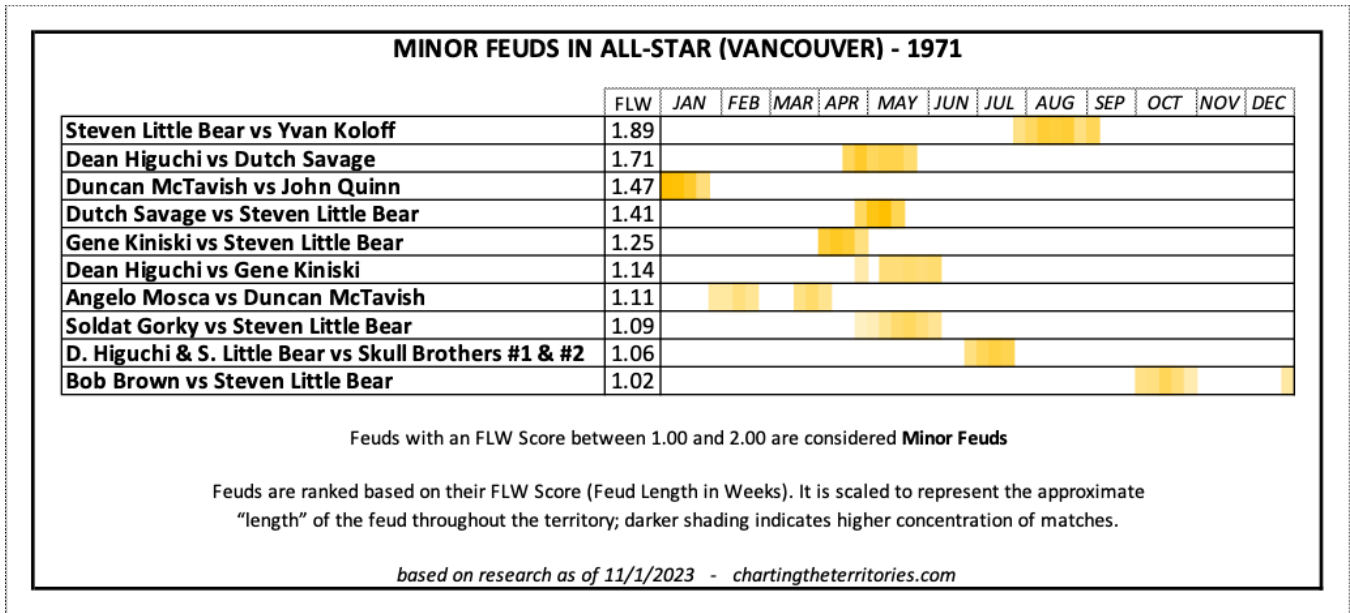 MINOR FEUDS IN ALL-STAR (VANCOUVER) - 1971
FLW JAN FEB MAR APR MAY JUN JUL AUG SEP OCT NOV DEC
Steven Little Bear vs Yvan Koloff 1.89
Dean Higuchi vs Dutch Savage 1.71
Duncan McTavish vs John Quinn 1.47
Dutch Savage vs Steven Little Bear 1.41
Gene Kiniski vs Steven Little Bear 1.25
Dean Higuchi vs Gene Kiniski 1.14
Angelo Mosca vs Duncan McTavish 1.11
Soldat Gorky vs Steven Little Bear 1.09
D. Higuchi & S. Little Bear vs Skull Brothers #1 & #2 1.06
Bob Brown vs Steven Little Bear 1.02
Feuds with an FLW Score between 1.00 and 2.00 are considered Minor Feuds
Feuds are ranked based on their FLW Score (Feud Length in Weeks). It is scaled to represent the approximate
“length” of the feud throughout the territory; darker shading indicates higher concentration of matches.
based on research as of 11/1/2023 - chartingtheterritories.com